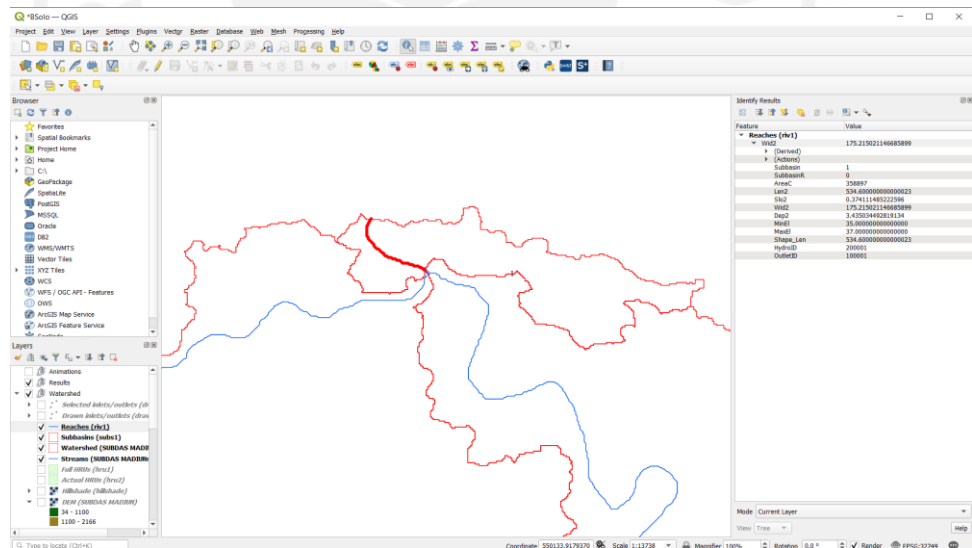 *BSolo — QGIS
Project Edit View Layer Settings Plugins Vector Raster Database Web Mesh Processing Help
Browser
Favorites
Spatial Bookmarks
Project Home
Home
C:\
GeoPackage
SpatiaLite
PostGIS
MSSQL
Oracle
DB2
WMS/WMTS
Vector Tiles
XYZ Tiles
WCS
WFS / OGC API - Features
OWS
ArcGIS Map Service
ArcGIS Feature Service
Layers
Animations
Results
Watershed
Selected inlets/outlets (dr
Drawn inlets/outlets (draw
Reaches (riv1)
Subbasins (subs1)
Watershed (SUBDAS MADIU
Streams (SUBDAS MADIUN
Full HRUs (hru1)
Actual HRUs (hru2)
Hillshade (hillshade)
DEM (SUBDAS MADIUN)
34 - 1100
1100 - 2166
Identify Results
Feature Value
Reaches (riv1)
Wid2 175.215021146685899
(Derived)
(Actions)
Subbasin 1
SubbasinR 0
AreaC 358897
Len2 534.600000000000023
Slo2 0.374111485222596
Wid2 175.215021146685899
Dep2 3.435034492819134
MinEl 35.000000000000000
MaxEl 37.000000000000000
Shape_Len 534.600000000000023
HydroID 200001
OutletID 100001
Mode Current Layer
View Tree
Help
Type to locate (Ctrl+K)
Coordinate 550133,9179370 Scale 1:13738 Magnifier 100% Rotation 0,0 ° Render EPSG:32749